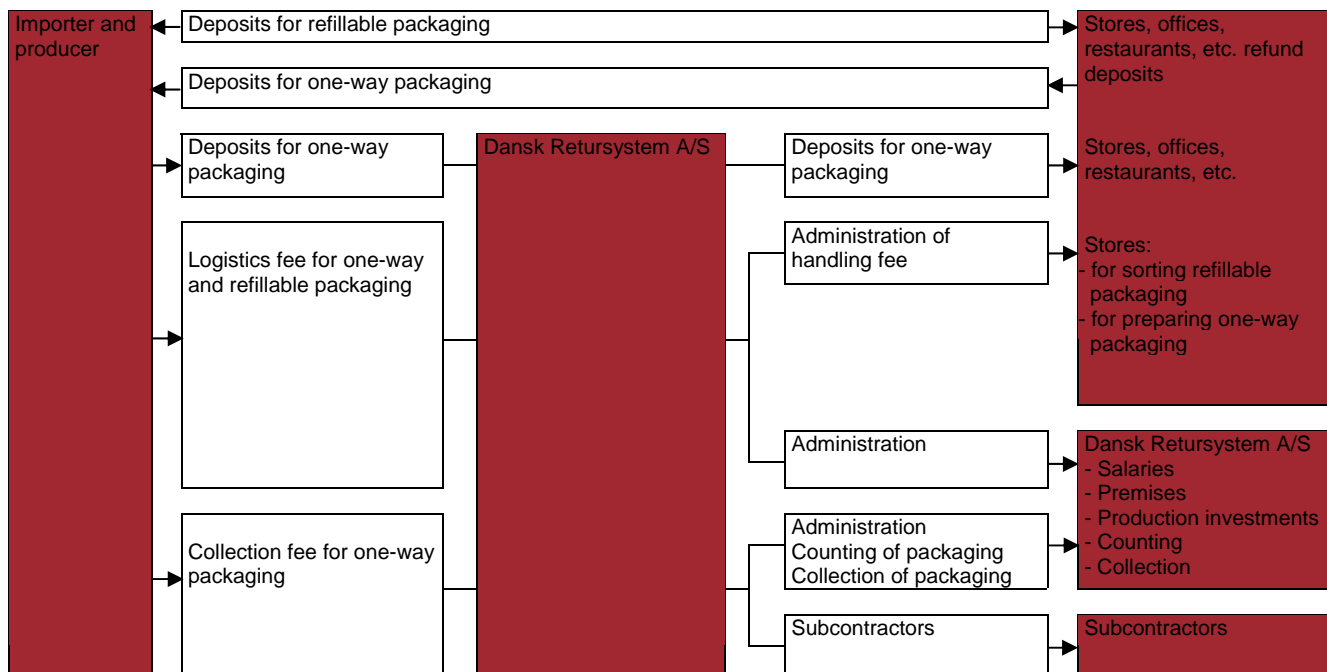 Importer and
producer
Deposits for refillable packaging
Stores, offices,
restaurants, etc. refund
deposits
Deposits for one-way packaging
Deposits for one-way
packaging
Dansk Retursystem A/S
Deposits for one-way
packaging
Stores, offices,
restaurants, etc.
Logistics fee for one-way
and refillable packaging
Administration of
handling fee
Stores:
- for sorting refillable
packaging
- for preparing one-way
packaging
Administration
Dansk Retursystem A/S
- Salaries
- Premises
- Production investments
- Counting
- Collection
Collection fee for one-way
packaging
Administration
Counting of packaging
Collection of packaging
Subcontractors
Subcontractors